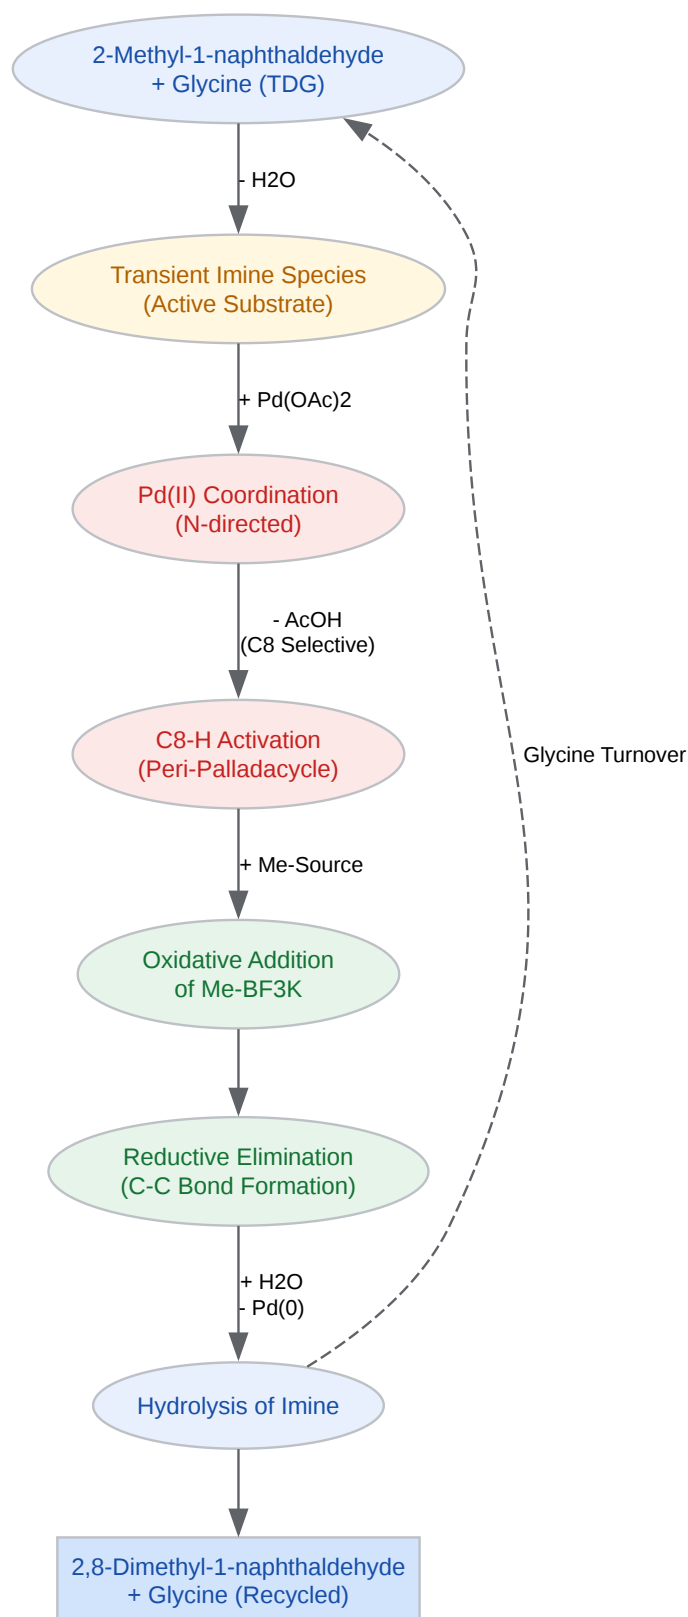 2-Methyl-1-naphthaldehyde
+ Glycine (TDG)
- H2O
Transient Imine Species
(Active Substrate)
+ Pd(OAc)2
Pd(II) Coordination
(N-directed)
- AcOH
(C8 Selective)
C8-H Activation
(Peri-Palladacycle)
Glycine Turnover
+ Me-Source
Oxidative Addition
of Me-BF3K
Reductive Elimination
(C-C Bond Formation)
+ H2O
- Pd(0)
Hydrolysis of Imine
2,8-Dimethyl-1-naphthaldehyde
+ Glycine (Recycled)